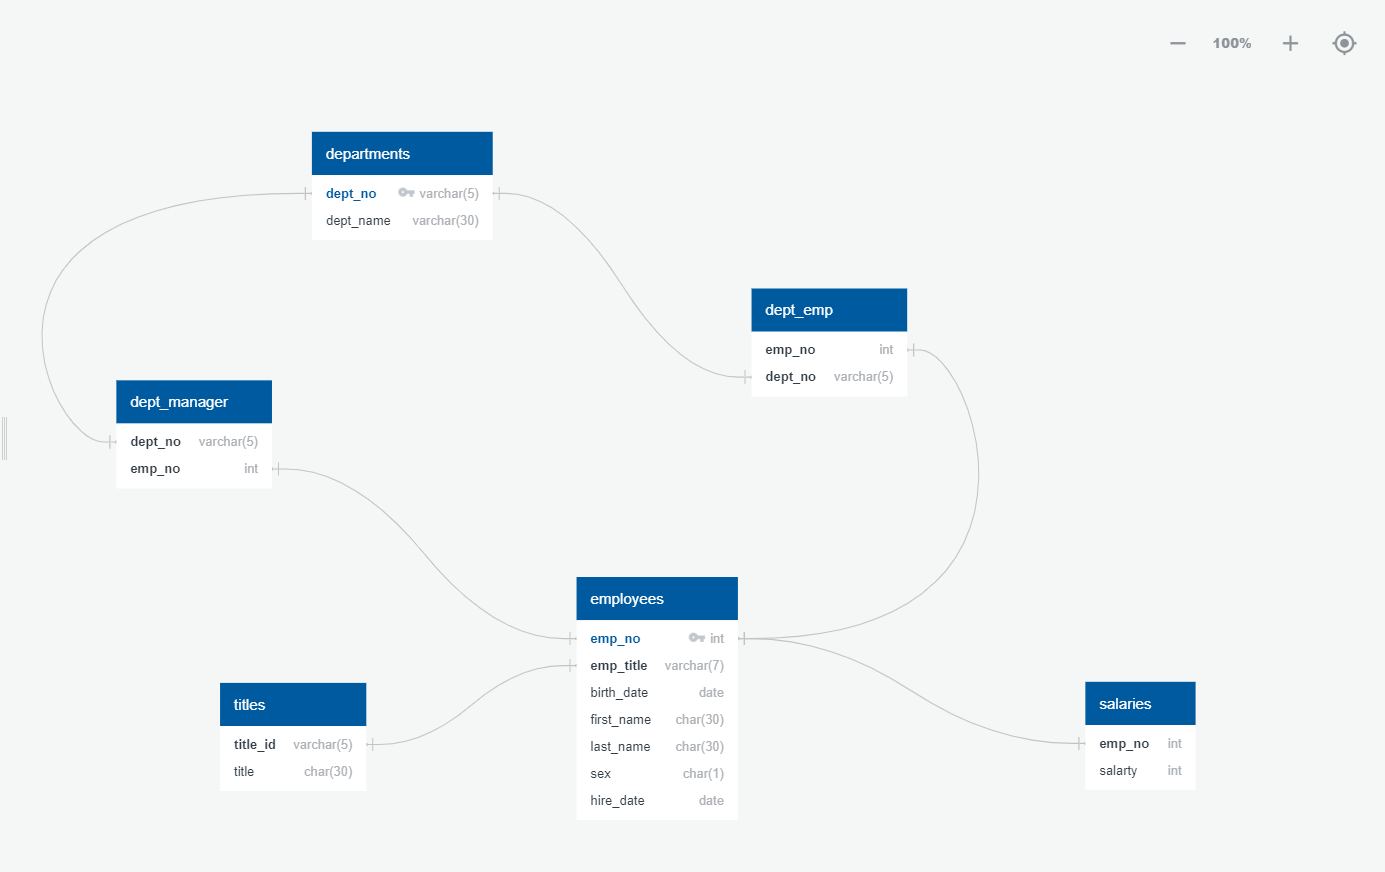 100%
departments
dept_no varchar(5)
dept_name varchar(30)
dept_emp
emp_no int
dept_no varchar(5)
dept_manager
dept_no varchar(5)
emp_no int
employees
emp_no int
emp_title varchar(7)
birth_date date
first_name char(30)
last_name char(30)
sex char(1)
hire_date date
titles
title_id varchar(5)
title char(30)
salaries
emp_no int
salarty int